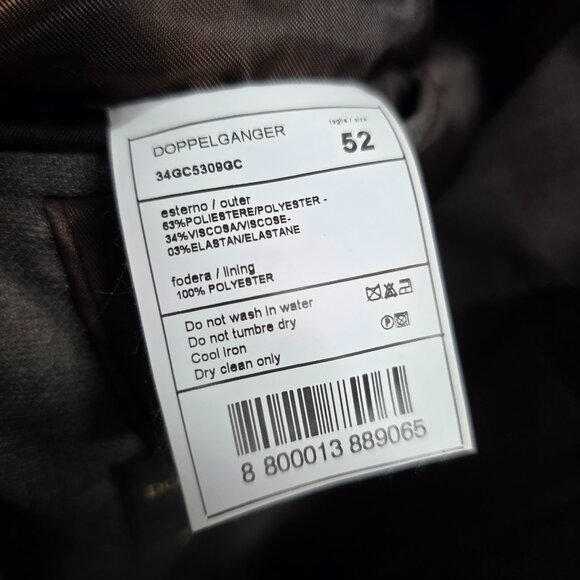 DOPPELGANGER
taglia / size
52
34GC5309GC
esterno / outer
63%POLIESTERE/POLYESTER -
34%VISCOSA/VISCOSE-
03%ELASTAN/ELASTANE
fodera / lining
100% POLYESTER
Do not wash in water
Do not tumbre dry
Cool iron
Dry clean only
P
8 800013 889065